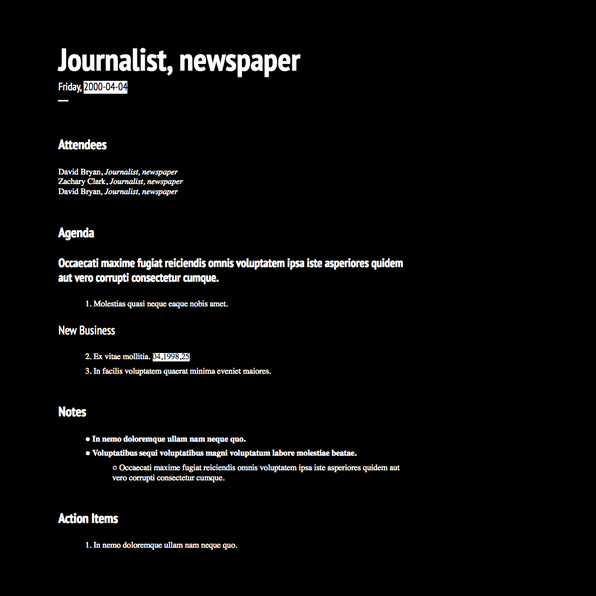 Journalist, newspaper
Friday, 2000-04-04
Attendees
David Bryan, Journalist, newspaper
Zachary Clark, Journalist, newspaper
David Bryan, Journalist, newspaper
Agenda
Occaecati maxime fugiat reiciendis omnis voluptatem ipsa iste asperiores quidem
aut vero corrupti consectetur cumque.
1. Molestias quasi neque eaque nobis amet.
New Business
2. Ex vitae mollitia. 04,1998,25
3. In facilis voluptatem quaerat minima eveniet maiores.
Notes
● In nemo doloremque ullam nam neque quo.
● Voluptatibus sequi voluptatibus magni voluptatum labore molestiae beatae.
○ Occaecati maxime fugiat reiciendis omnis voluptatem ipsa iste asperiores quidem aut
vero corrupti consectetur cumque.
Action Items
1. In nemo doloremque ullam nam neque quo.